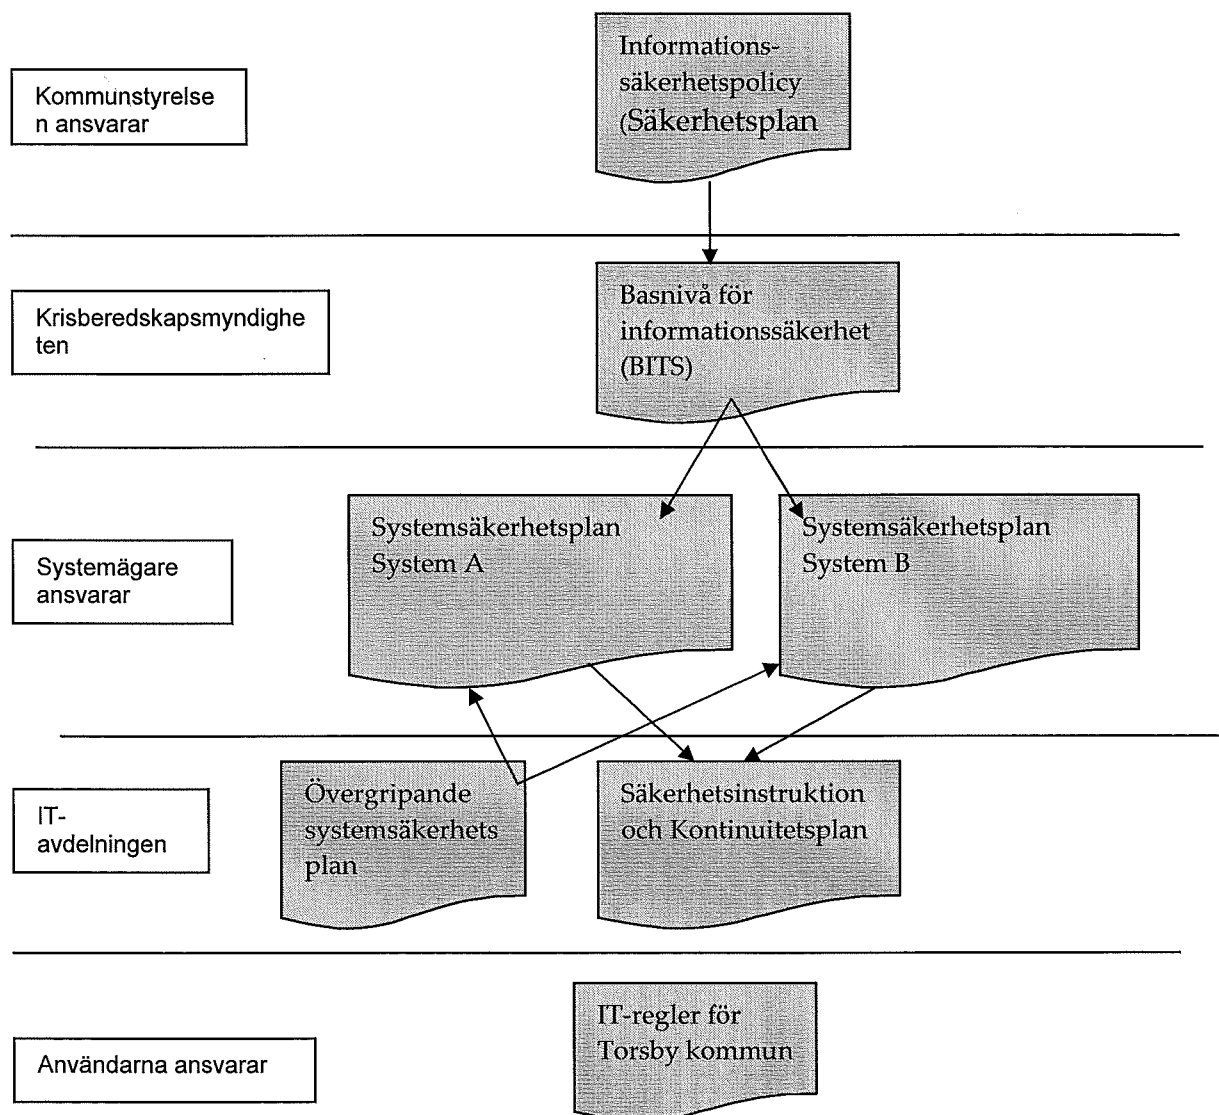 Informations-
säkerhetspolicy
(Säkerhetsplan
Kommunstyrelse
n ansvarar
Basnivå för
informationssäkerhet
(BITS)
Krisberedskapsmyndighe
ten
Systemsäkerhetsplan
System A
Systemsäkerhetsplan
System B
Systemägare
ansvarar
Övergripande
systemsäkerhets
plan
Säkerhetsinstruktion
och Kontinuitetsplan
IT-
avdelningen
IT-regler för
Torsby kommun
Användarna ansvarar